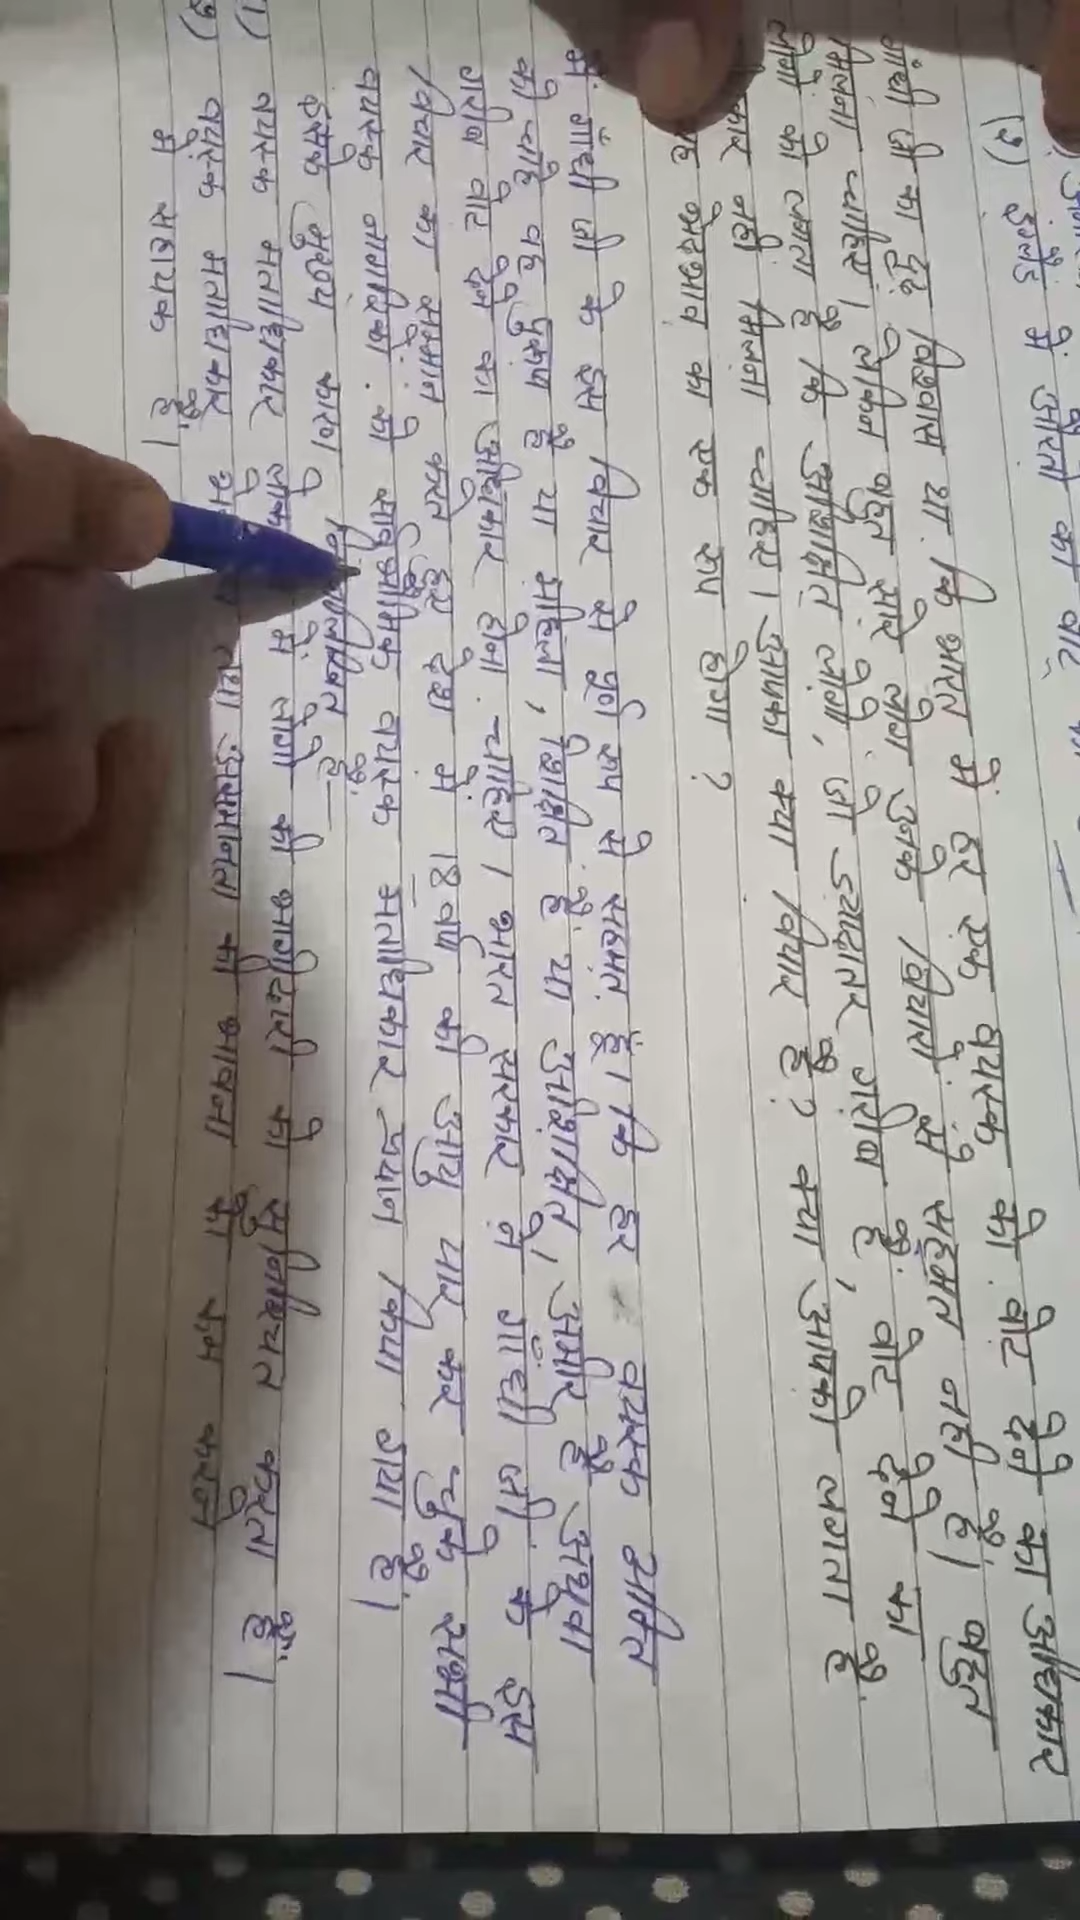 (2) इंग्लैंड में औरतों को वोट
गांधी जी का दृढ़ विश्वास था कि भारत में हर एक वयस्क को वोट देने का अधिकार
मिलना चाहिए। लेकिन बहुत सारे लोग उनके विचारों से सहमत नही हैं। बहुत
लोगो को लगता है कि अशिक्षित लोगो, जो ज्यादातर गरीब हैं, वोट देने का
नही मिलना चाहिए। आपका क्या विचार है? क्या आपको लगता है
यह भेदभाव का एक रूप होगा?
मैं गाँधी जी के इस विचार से पूर्ण रूप से सहमत हूँ। कि हर वयस्क व्यक्ति
को चाहे वह पुरूष है या महिला, शिक्षित है या अशिक्षित, अमीर है अथवा
गरीब वोट देने का अधिकार होना चाहिए। भारत सरकार ने गाँधी जी के इस
विचार का सम्मान करते हुए देश में 18 वर्ष की आयु पार कर चुके सभी
वयस्क नागरिकों को सार्वभौमिक वयस्क मताधिकार प्रदान किया गया है।
इसके मुख्य कारण निम्नलिखित हैं-
1) वयस्क मताधिकार में लोगो की भागीदारी को सुनिश्चित करता है।
2) वयस्क मताधिकार तथा असमानता की भावना को कम करने
में सहायक है।